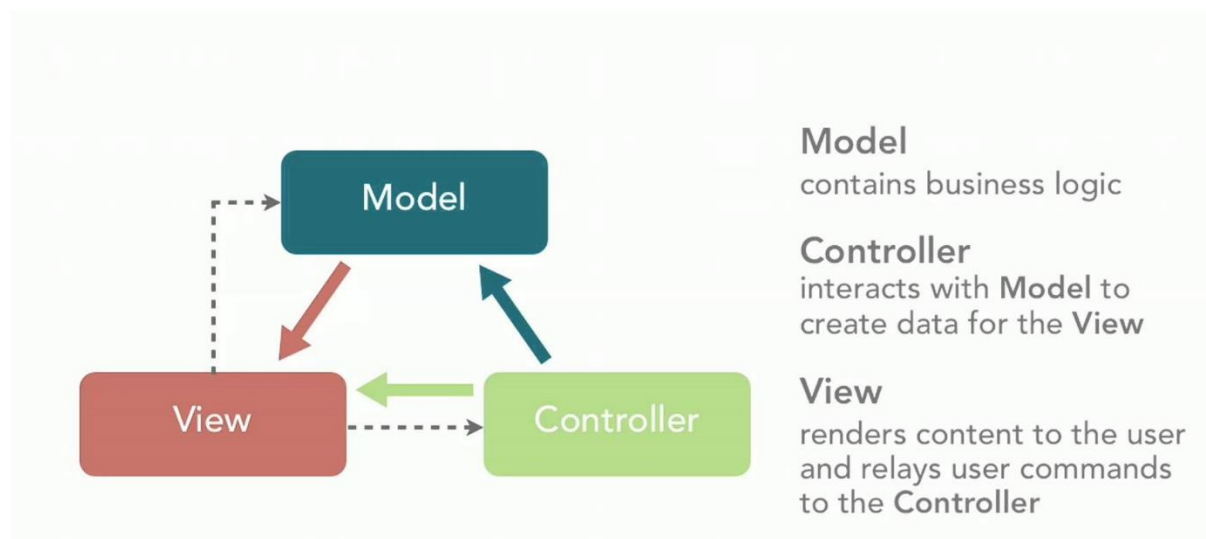 Model
View
Controller
Model
contains business logic
Controller
interacts with Model to
create data for the View
View
renders content to the user
and relays user commands
to the Controller